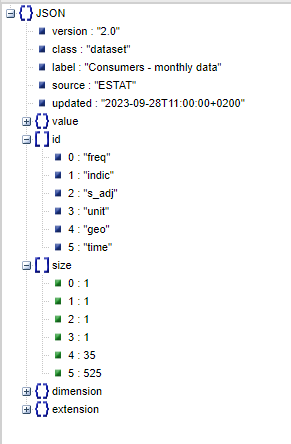 JSON
version : "2.0"
class : "dataset"
label : "Consumers - monthly data"
source : "ESTAT"
updated : "2023-09-28T11:00:00+0200"
value
id
0 : "freq"
1 : "indic"
2 : "s_adj"
3 : "unit"
4 : "geo"
5 : "time"
size
0 : 1
1 : 1
2 : 1
3 : 1
4 : 35
5 : 525
dimension
extension